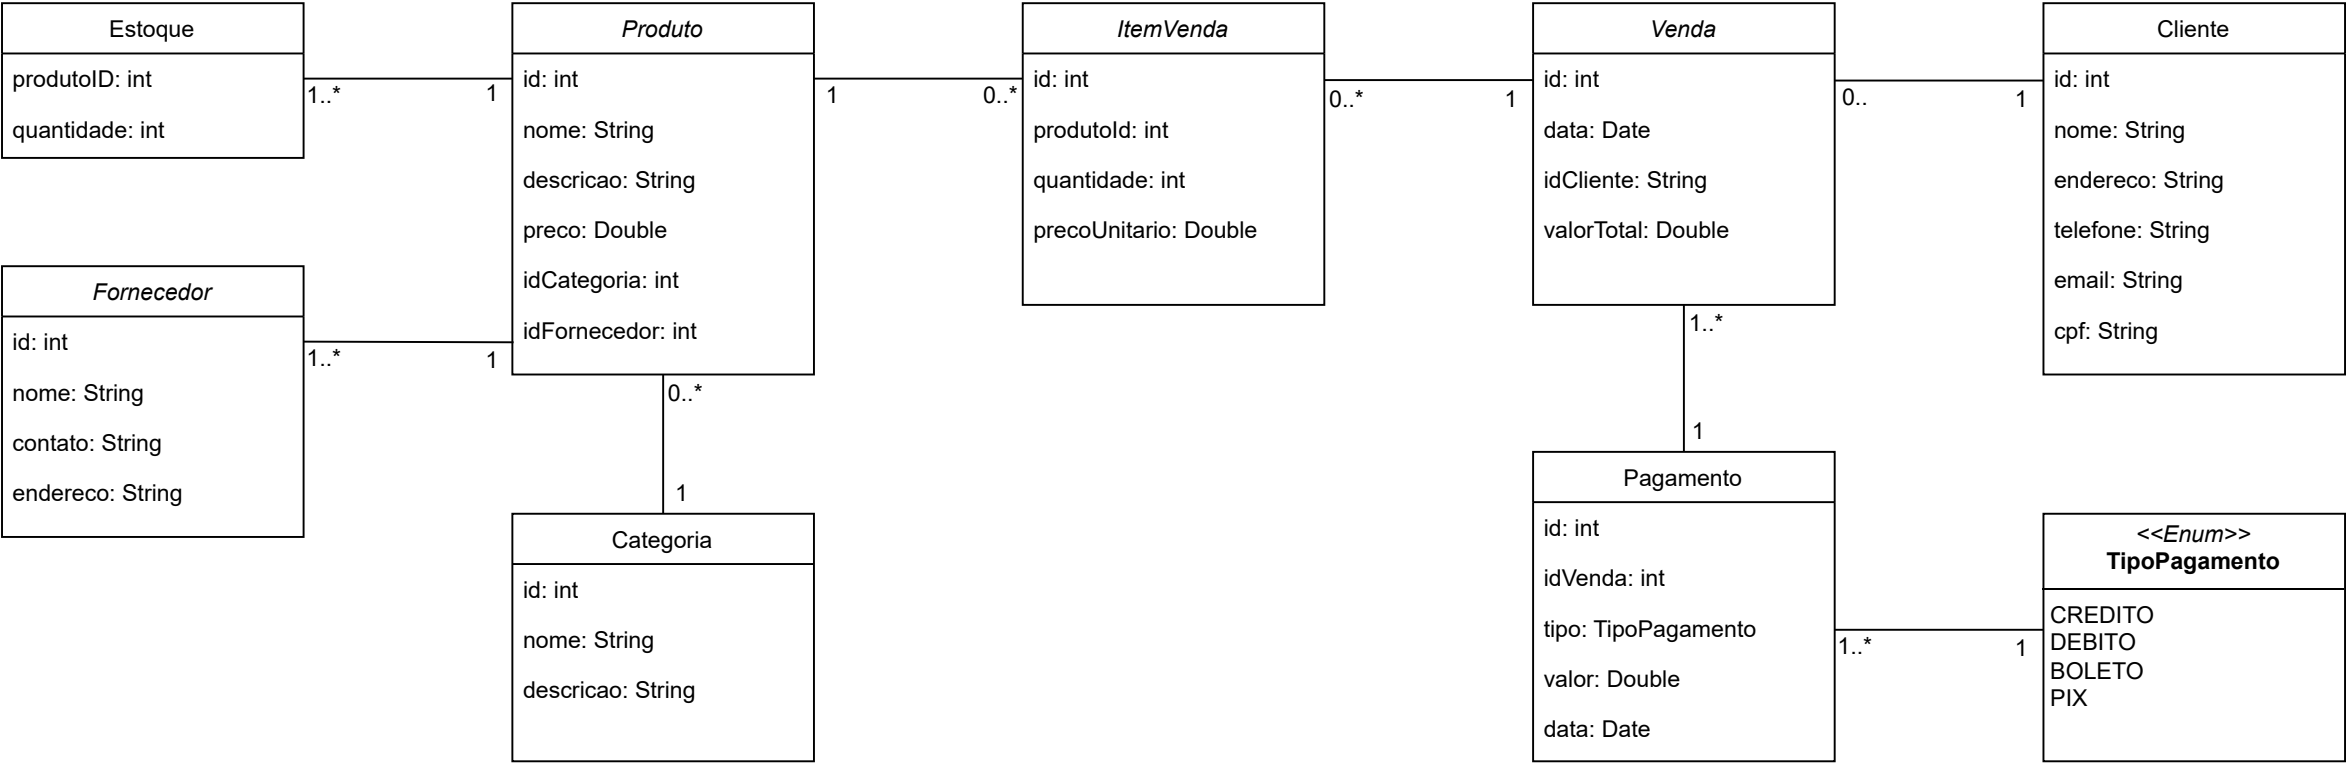 Estoque
produtoID: int
quantidade: int
1..*
1
Produto
id: int
nome: String
descricao: String
preco: Double
idCategoria: int
idFornecedor: int
1
0..*
ItemVenda
id: int
produtoId: int
quantidade: int
precoUnitario: Double
0..*
1
Venda
id: int
data: Date
idCliente: String
valorTotal: Double
0..
1
Cliente
id: int
nome: String
endereco: String
telefone: String
email: String
cpf: String
Fornecedor
id: int
nome: String
contato: String
endereco: String
1..*
1
0..*
1
Categoria
id: int
nome: String
descricao: String
1..*
1
Pagamento
id: int
idVenda: int
tipo: TipoPagamento
valor: Double
data: Date
1..*
1
<<Enum>>
TipoPagamento
CREDITO
DEBITO
BOLETO
PIX